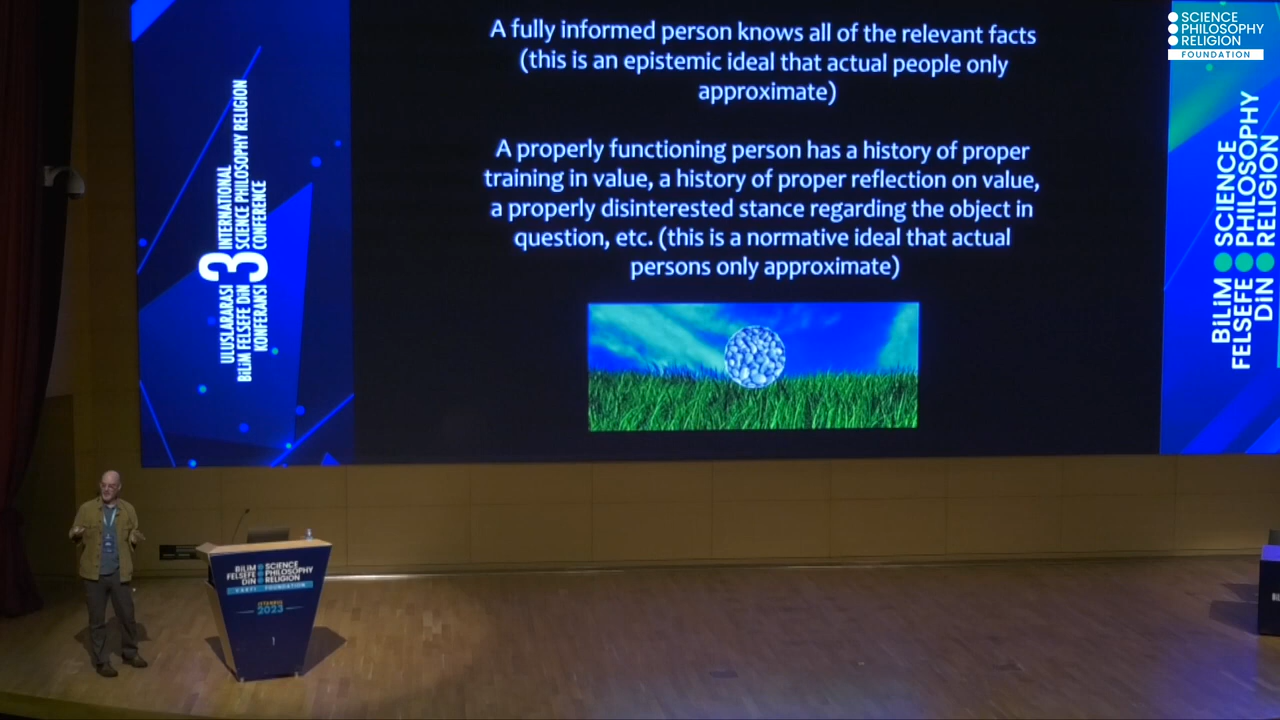 A fully informed person knows all of the relevant facts
(this is an epistemic ideal that actual people only
approximate)
A properly functioning person has a history of proper
training in value, a history of proper reflection on value,
a properly disinterested stance regarding the object in
question, etc. (this is a normative ideal that actual
persons only approximate)
SCIENCE
PHILOSOPHY
RELIGION
FOUNDATION
ULUSLARARASI
BİLİM FELSEFE DİN
KONFERANSI
3
INTERNATIONAL
SCIENCE PHILOSOPHY RELIGION
CONFERENCE
BİLİM SCIENCE
FELSEFE PHILOSOPHY
DİN RELIGION
BİLİM SCIENCE
FELSEFE PHILOSOPHY
DİN RELIGION
VAKFI FOUNDATION
İSTANBUL
2023